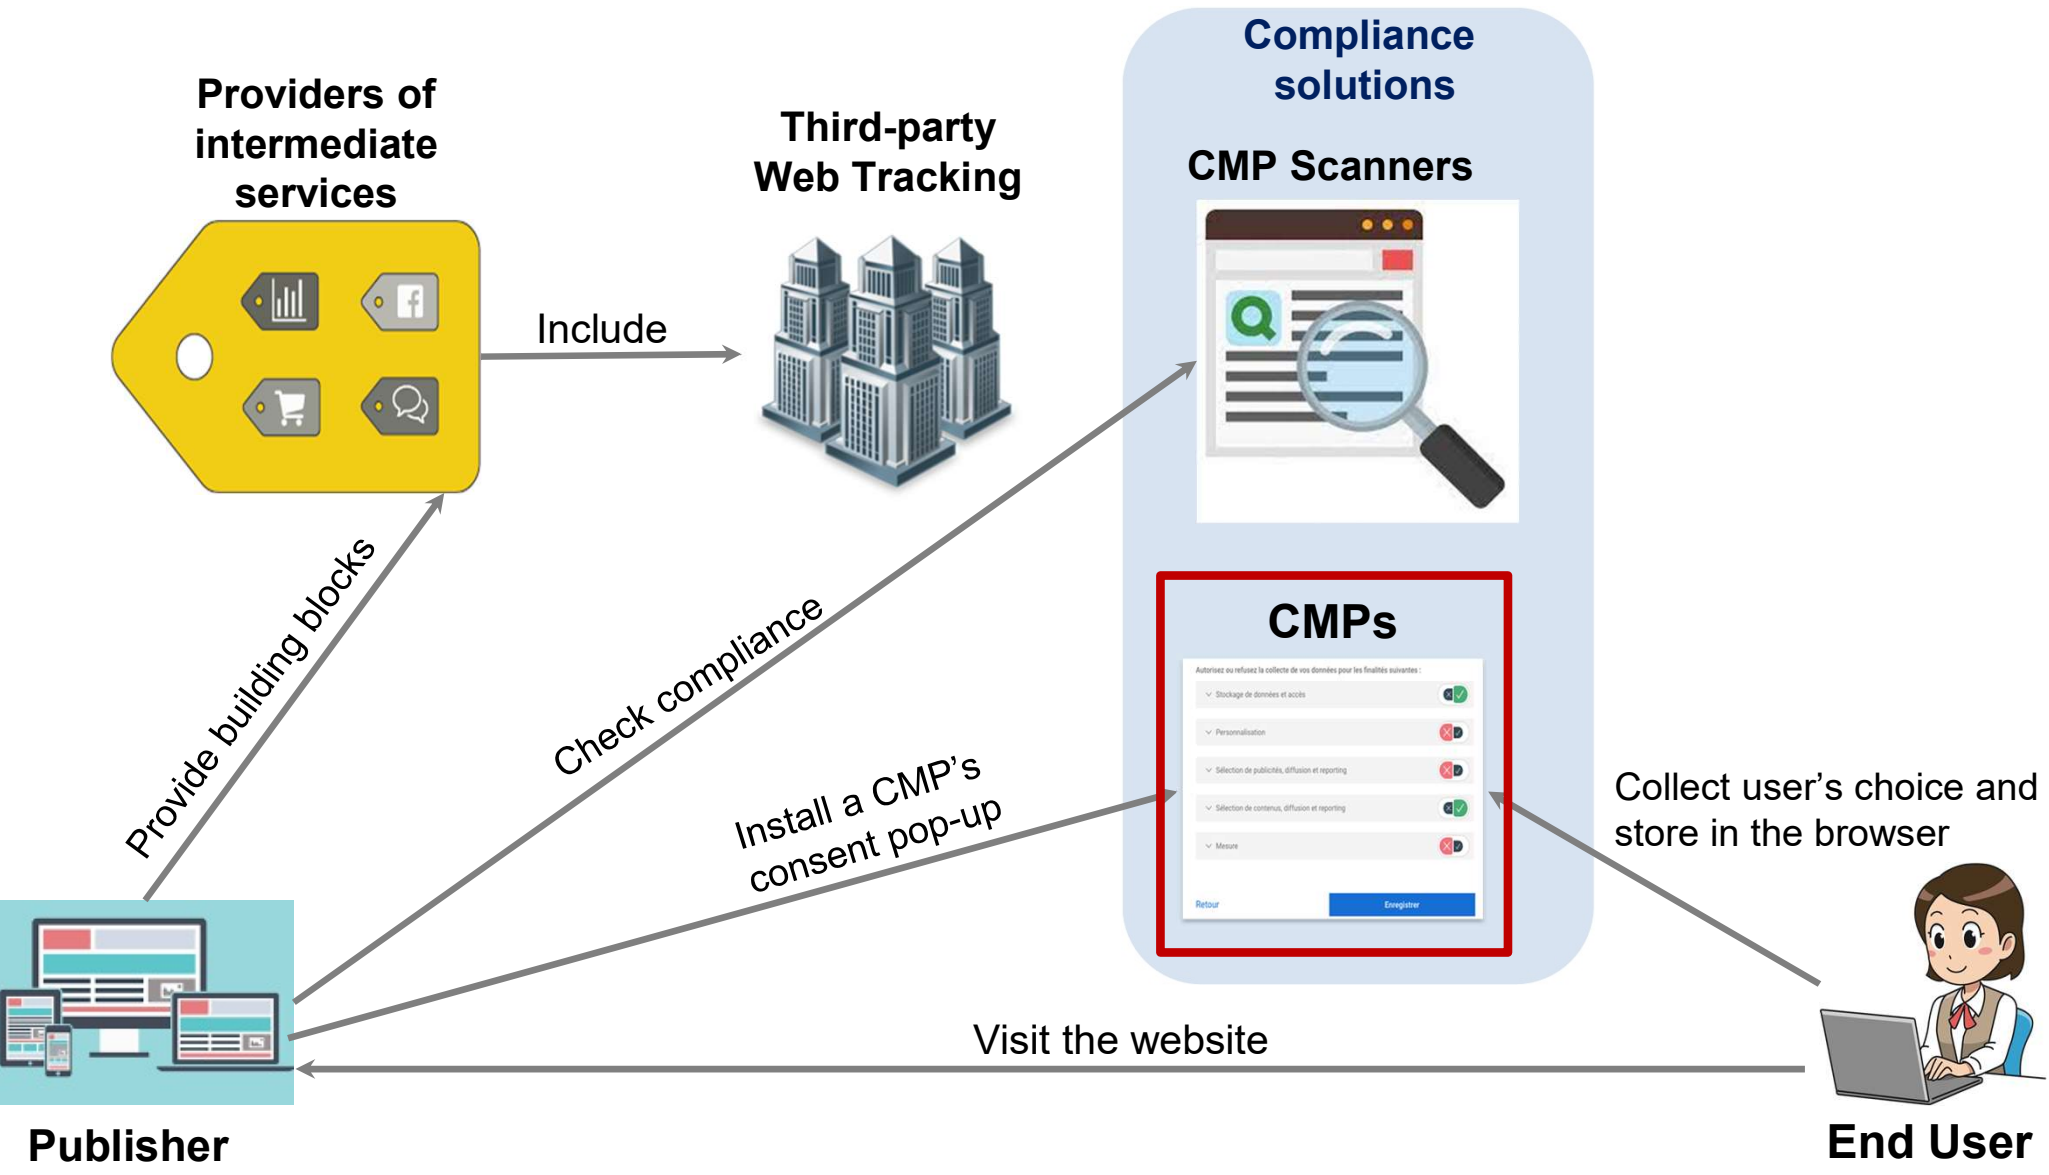 Compliance
solutions
Providers of
intermediate
services
Third-party
Web Tracking
CMP Scanners
Include
Provide building blocks
Check compliance
Install a CMP's
consent pop-up
CMPs
Autorisez ou refusez la collecte de vos données pour les finalités suivantes :
Stockage de données et accès
Personnalisation
Sélection de publicités, diffusion et reporting
Sélection de contenus, diffusion et reporting
Mesure
Retour
Enregistrer
Collect user's choice and
store in the browser
Visit the website
Publisher
End User